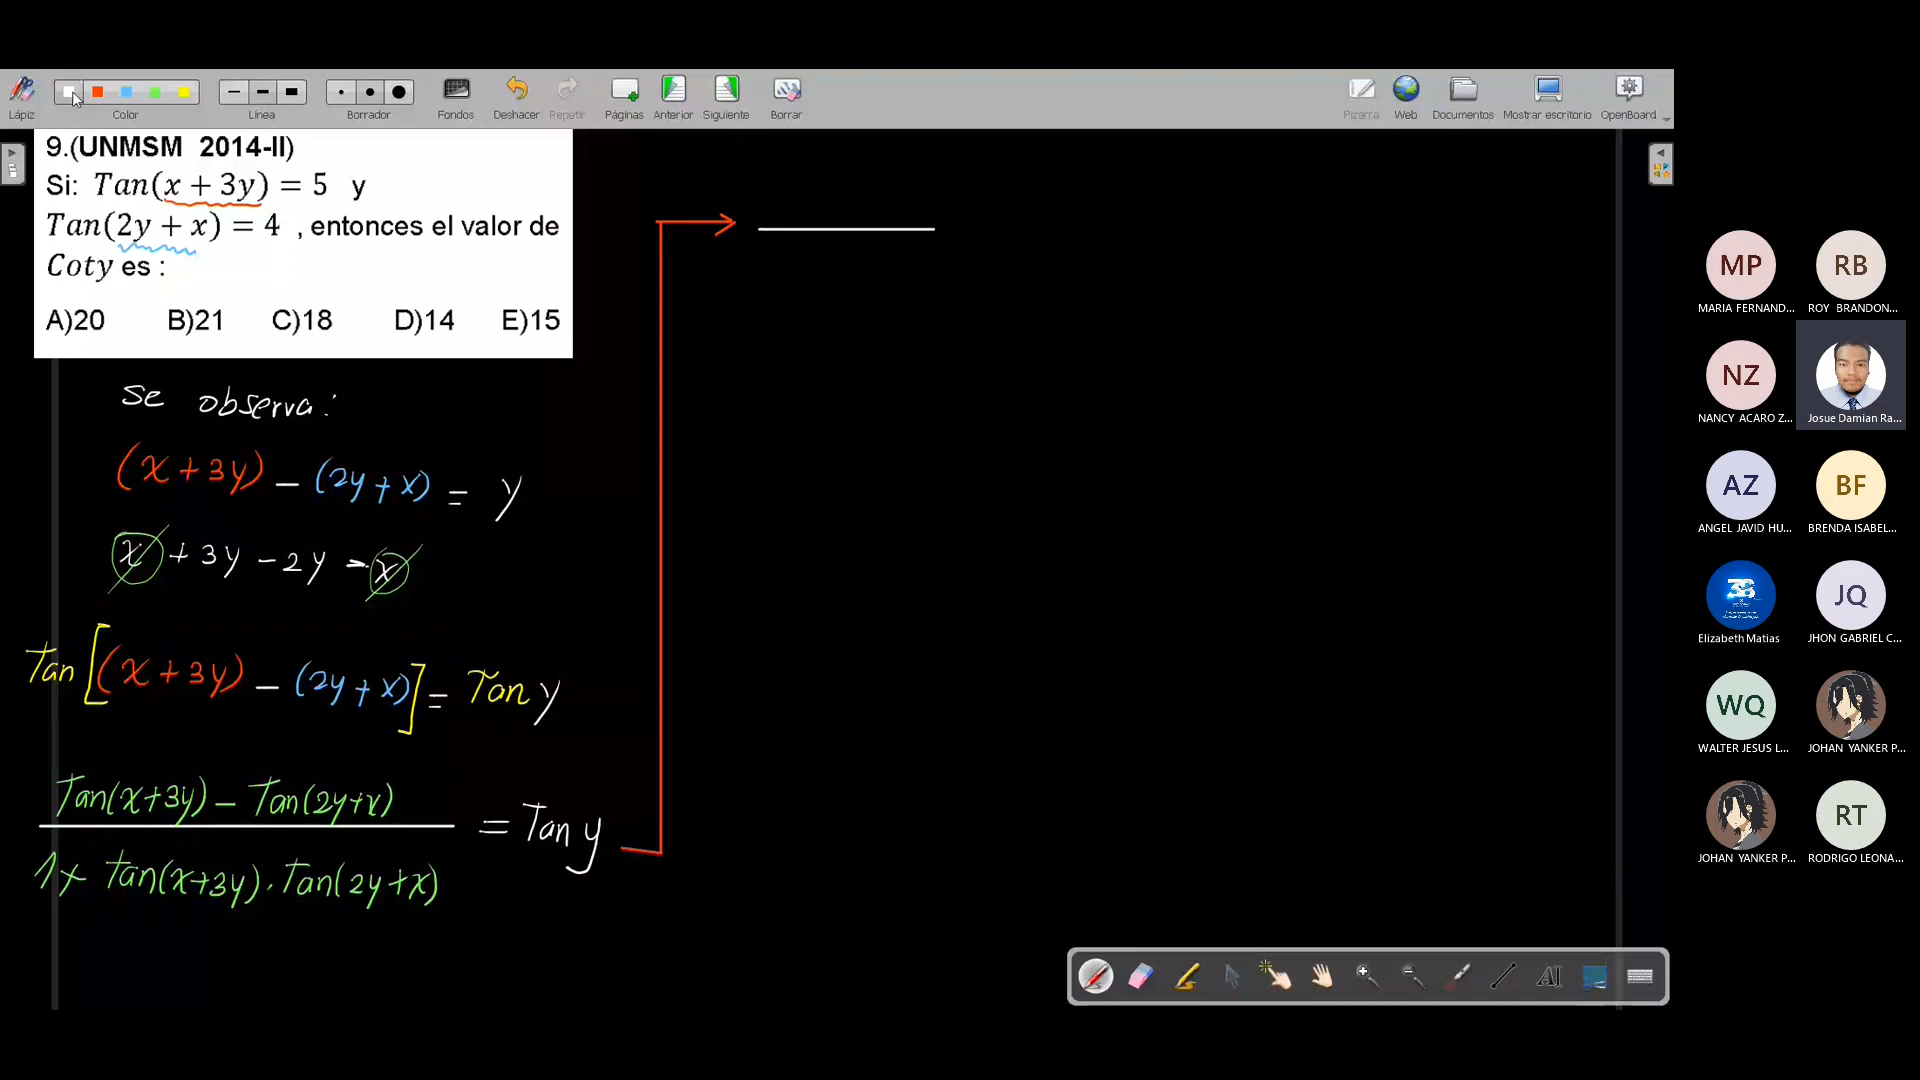 Lápiz
Color
Línea
Borrador
Fondos
Deshacer
Repetir
Páginas
Anterior
Siguiente
Borrar
Pizarra
Web
Documentos
Mostrar escritorio
OpenBoard
9.(UNMSM 2014-II)
Si: Tan(x + 3y) = 5 y
Tan(2y + x) = 4 , entonces el valor de
Coty es :
A)20 B)21 C)18 D)14 E)15
Se observa:
(x + 3y) - (2y + x) = y
x + 3y - 2y - x
Tan[(x + 3y) - (2y + x)] = Tan y
Tan(x+3y) - Tan(2y+x)
= Tan y
1+ Tan(x+3y) . Tan(2y+x)
MP
MARIA FERNAND...
RB
ROY BRANDON...
NZ
NANCY ACARO Z...
Josue Damian Ra...
AZ
ANGEL JAVID HU...
BF
BRENDA ISABEL...
Elizabeth Matias
JQ
JHON GABRIEL C...
WQ
WALTER JESUS L...
JOHAN YANKER P...
JOHAN YANKER P...
RT
RODRIGO LEONA...
AI